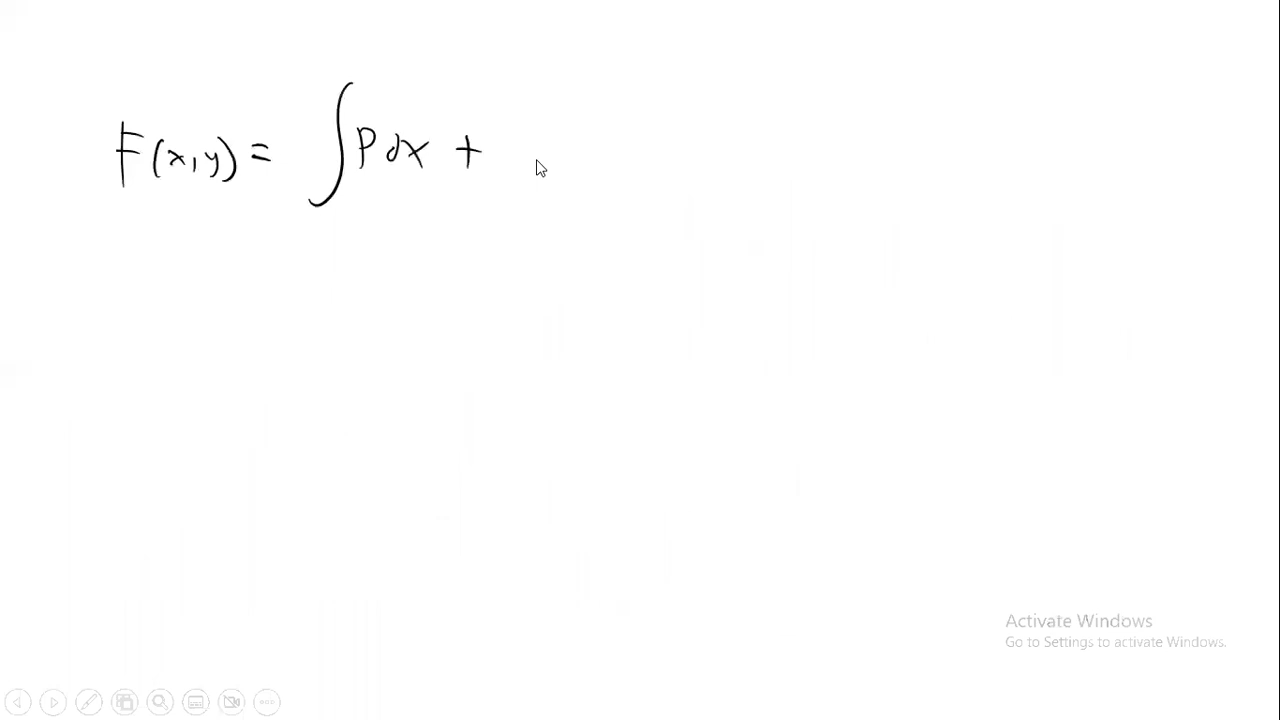 F(x,y) = ∫ P dx +
Activate Windows
Go to Settings to activate Windows.